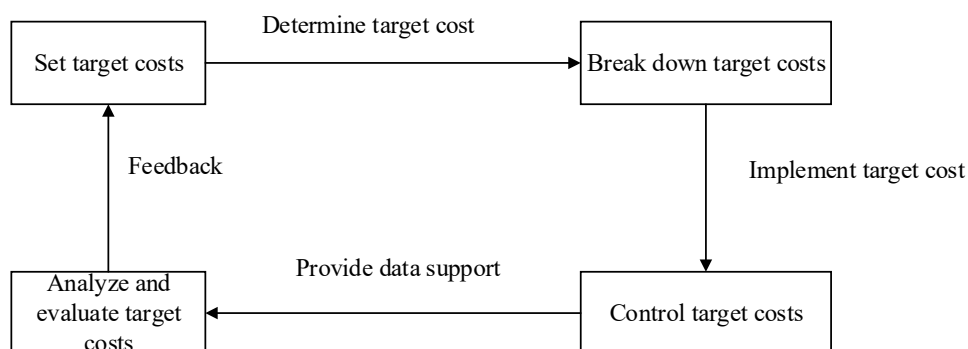 Determine target cost
Set target costs
Break down target costs
Feedback
Implement target cost
Provide data support
Analyze and
evaluate target
costs
Control target costs